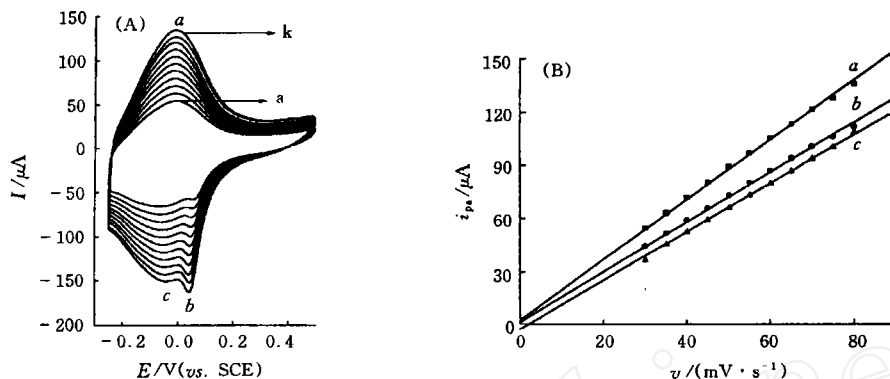 (A)
150
100
50
0
-50
-100
-150
-200
I/μA
a
k
a
c
b
-0.2
0.0
0.2
0.4
E/V(vs. SCE)
(B)
150
120
90
60
30
0
i_pa/μA
a
b
c
0
20
40
60
80
v/(mV·s⁻¹)